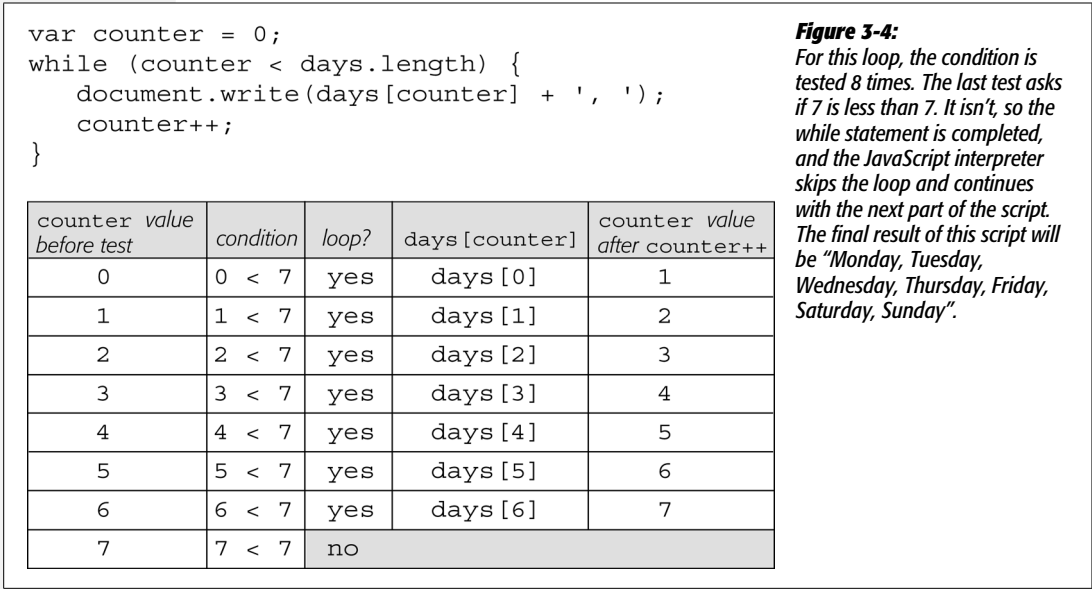 var counter = 0;
while (counter < days.length) {
   document.write(days[counter] + ', ');
   counter++;
}
counter value before test | condition | loop? | days[counter] | counter value after counter++
0 | 0 < 7 | yes | days[0] | 1
1 | 1 < 7 | yes | days[1] | 2
2 | 2 < 7 | yes | days[2] | 3
3 | 3 < 7 | yes | days[3] | 4
4 | 4 < 7 | yes | days[4] | 5
5 | 5 < 7 | yes | days[5] | 6
6 | 6 < 7 | yes | days[6] | 7
7 | 7 < 7 | no
Figure 3-4:
For this loop, the condition is
tested 8 times. The last test asks
if 7 is less than 7. It isn’t, so the
while statement is completed,
and the JavaScript interpreter
skips the loop and continues
with the next part of the script.
The final result of this script will
be “Monday, Tuesday,
Wednesday, Thursday, Friday,
Saturday, Sunday”.